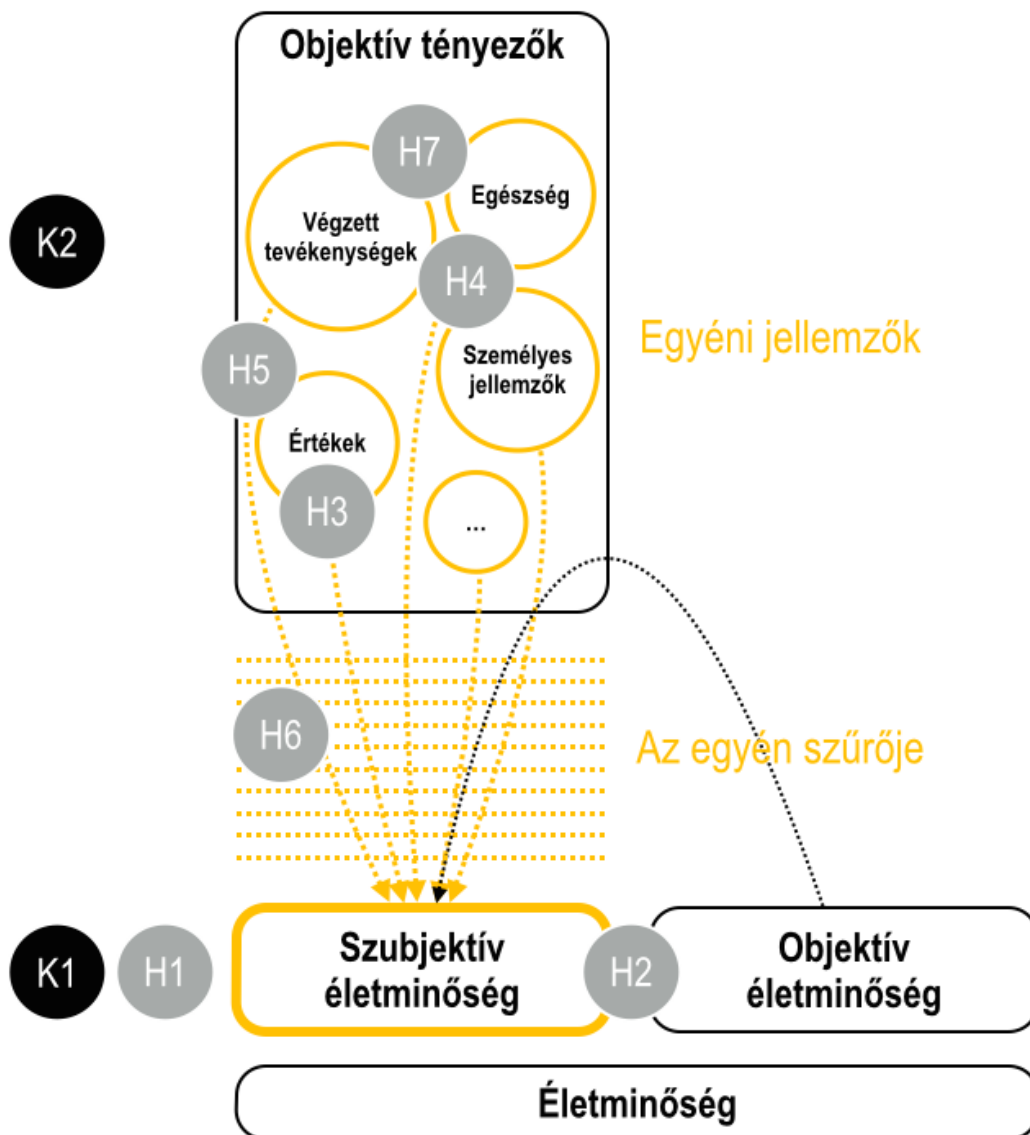 Objektív tényezők
H7
Egészség
Végzett
tevékenységek
K2
H4
Egyéni jellemzők
Személyes
jellemzők
H5
Értékek
H3
...
H6
Az egyén szűrője
K1
H1
Szubjektív
életminőség
H2
Objektív
életminőség
Életminőség